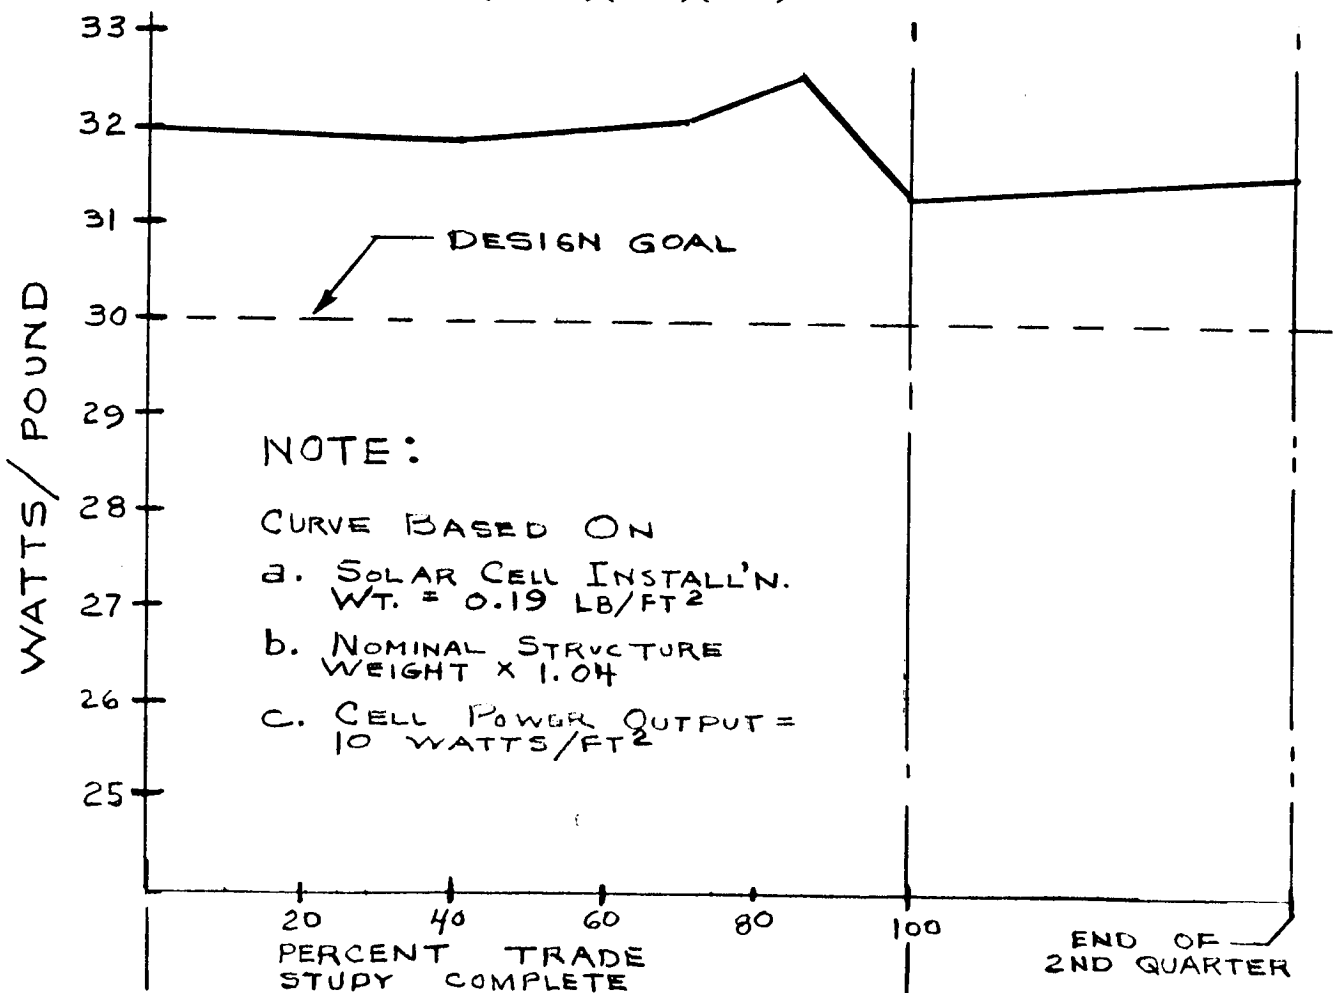 33
32
31
30
29
28
27
26
25
WATTS/POUND
DESIGN GOAL
NOTE:
CURVE BASED ON
a. SOLAR CELL INSTALL'N.
WT. = 0.19 LB/FT²
b. NOMINAL STRUCTURE
WEIGHT X 1.04
c. CELL POWER OUTPUT =
10 WATTS/FT²
20 40 60 80 100
PERCENT TRADE
STUDY COMPLETE
END OF
2ND QUARTER